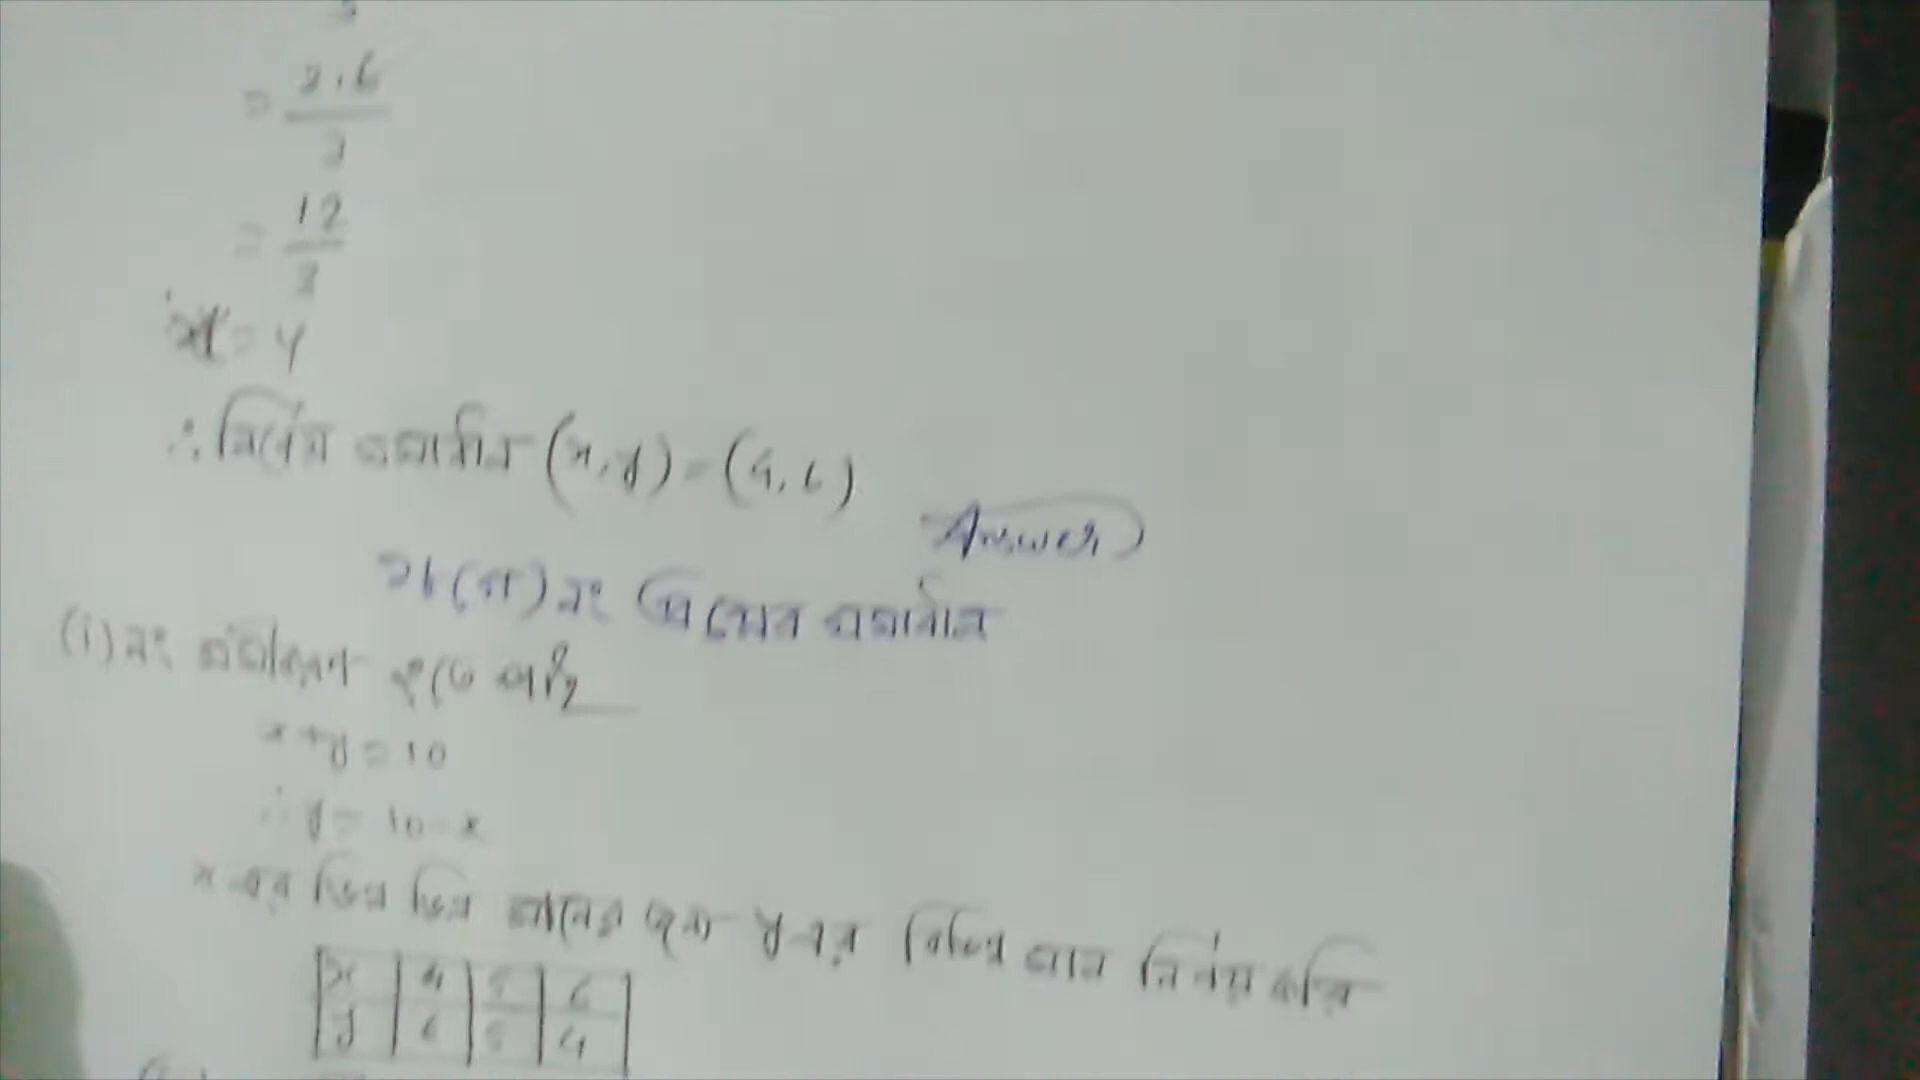 = 2.6
3
= 12
3
∴ x = 4
∴ নির্ণেয় সমাধান (x, y) = (4, 6)
Answer
২৮(গ) নং প্রশ্নের সমাধান
(i) নং সমীকরণ হতে পাই
x + y = 10
∴ y = 10 - x
x এর ভিন্ন ভিন্ন মানের জন্য y এর বিভিন্ন মান নির্ণয় করি
x 4 5 6
y 6 5 4